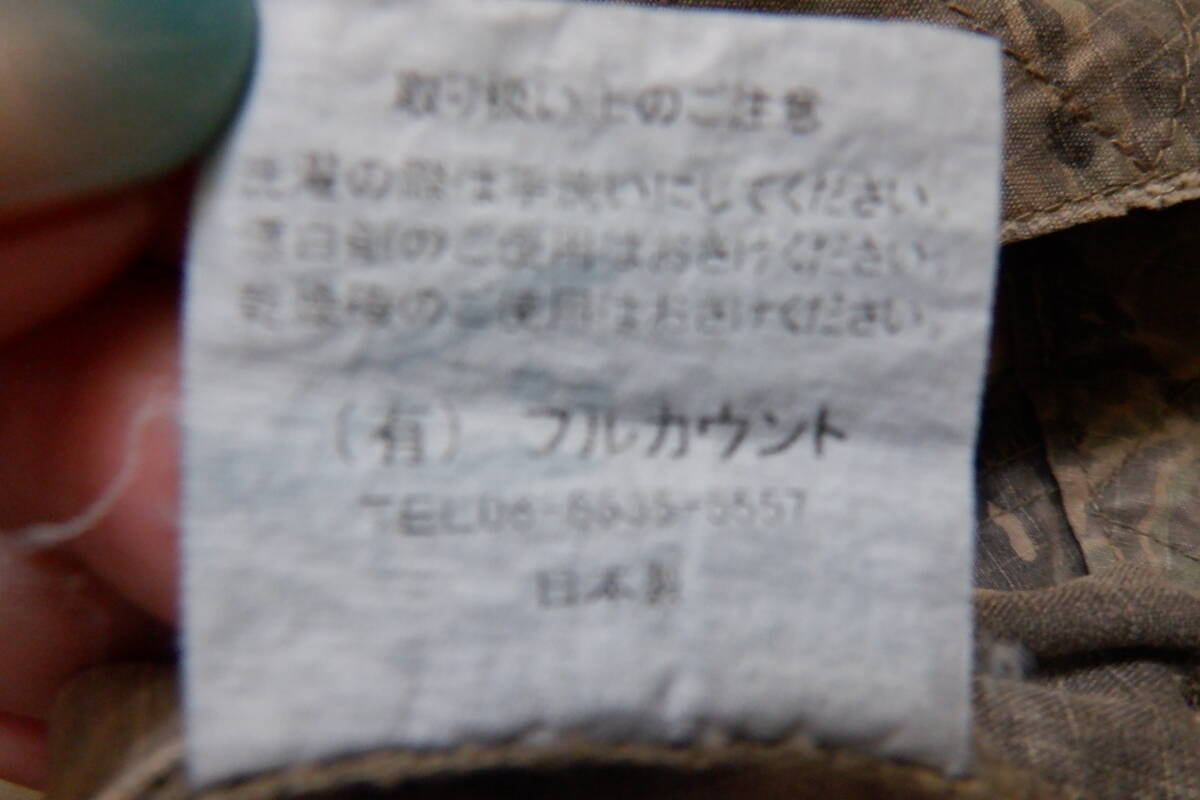 取り扱い上のご注意
洗濯の際は手洗いにしてください。
漂白剤のご使用はおさけください。
乾燥機のご使用はおさけください。
(有) フルカウント
TEL06-6535-5557
日本製